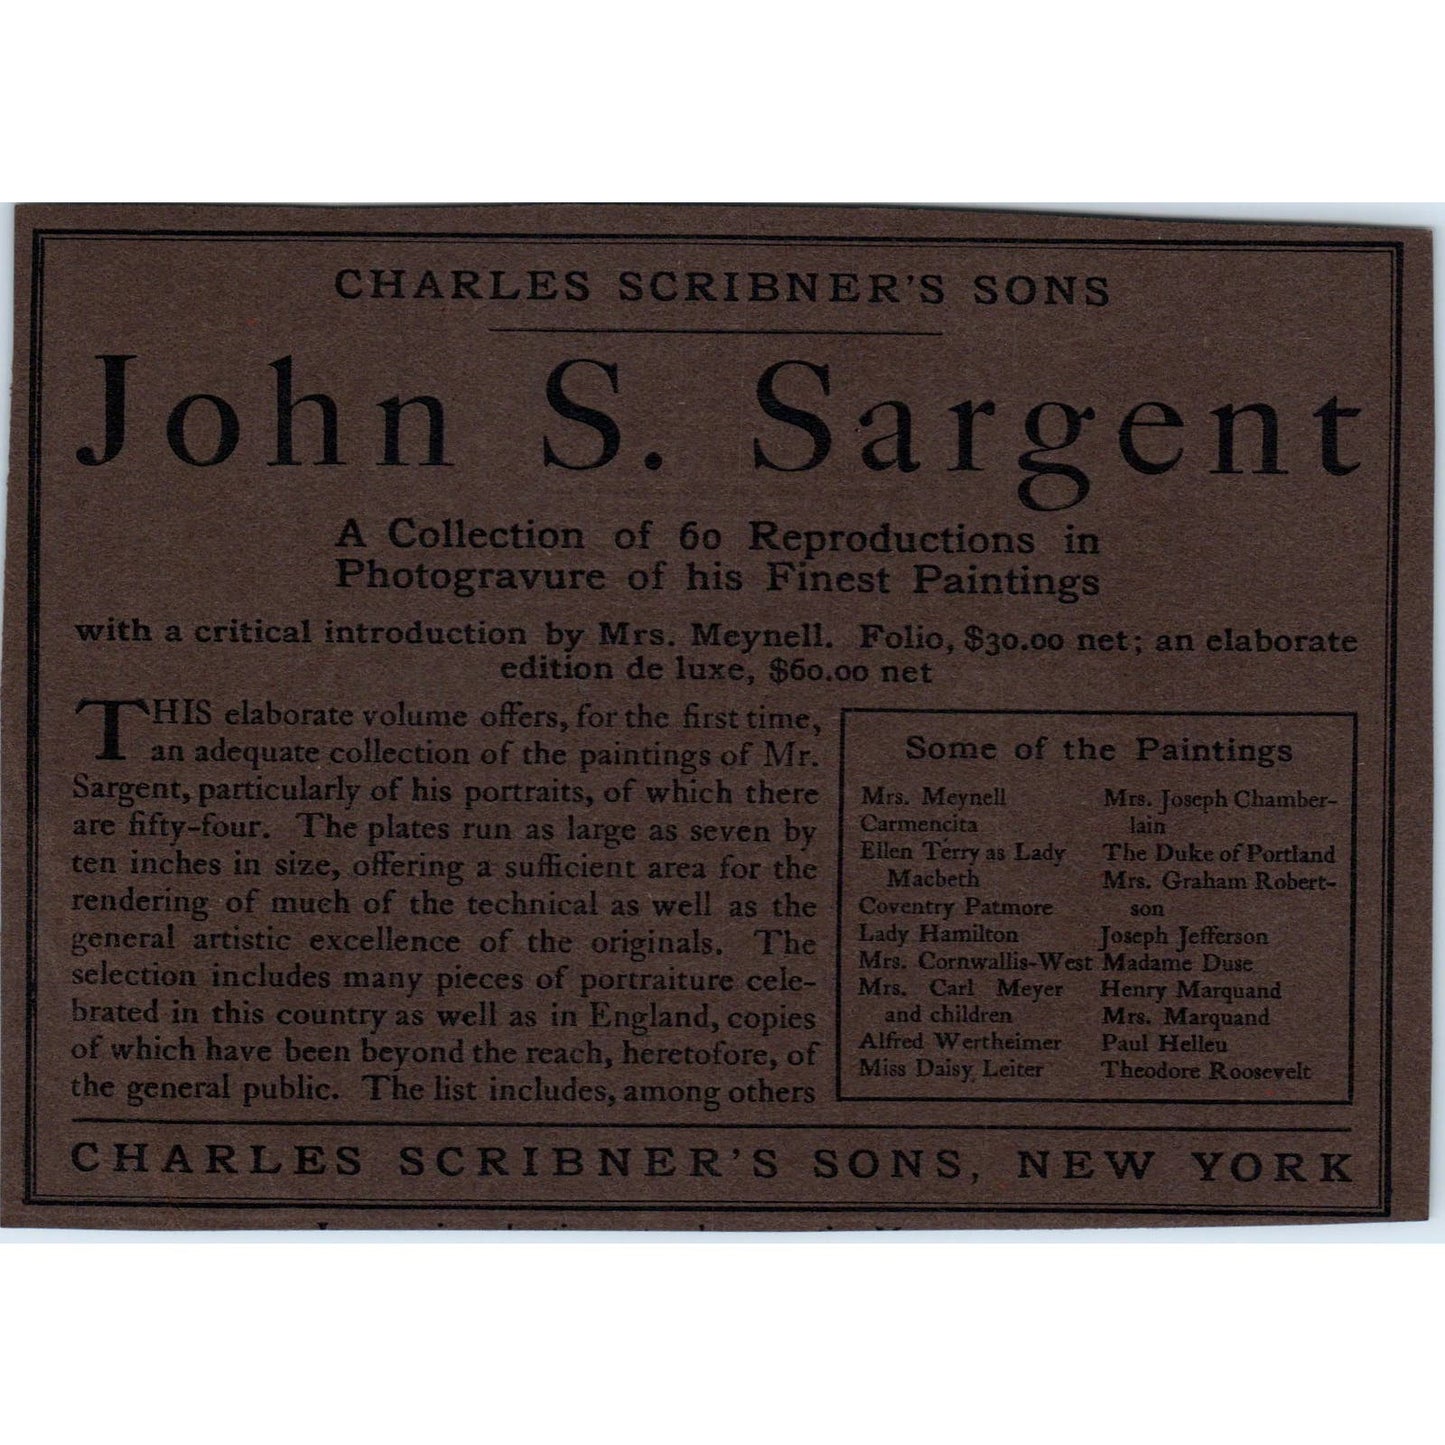 CHARLES SCRIBNER'S SONS
John S. Sargent
A Collection of 60 Reproductions in
Photogravure of his Finest Paintings
with a critical introduction by Mrs. Meynell. Folio, $30.00 net; an elaborate
edition de luxe, $60.00 net
THIS elaborate volume offers, for the first time,
an adequate collection of the paintings of Mr.
Sargent, particularly of his portraits, of which there
are fifty-four. The plates run as large as seven by
ten inches in size, offering a sufficient area for the
rendering of much of the technical as well as the
general artistic excellence of the originals. The
selection includes many pieces of portraiture cele-
brated in this country as well as in England, copies
of which have been beyond the reach, heretofore, of
the general public. The list includes, among others
Some of the Paintings
Mrs. Meynell
Carmencita
Ellen Terry as Lady
Macbeth
Coventry Patmore
Lady Hamilton
Mrs. Cornwallis-West
Mrs. Carl Meyer
and children
Alfred Wertheimer
Miss Daisy Leiter
Mrs. Joseph Chamber-
lain
The Duke of Portland
Mrs. Graham Robert-
son
Joseph Jefferson
Madame Duse
Henry Marquand
Mrs. Marquand
Paul Helleu
Theodore Roosevelt
CHARLES SCRIBNER'S SONS, NEW YORK